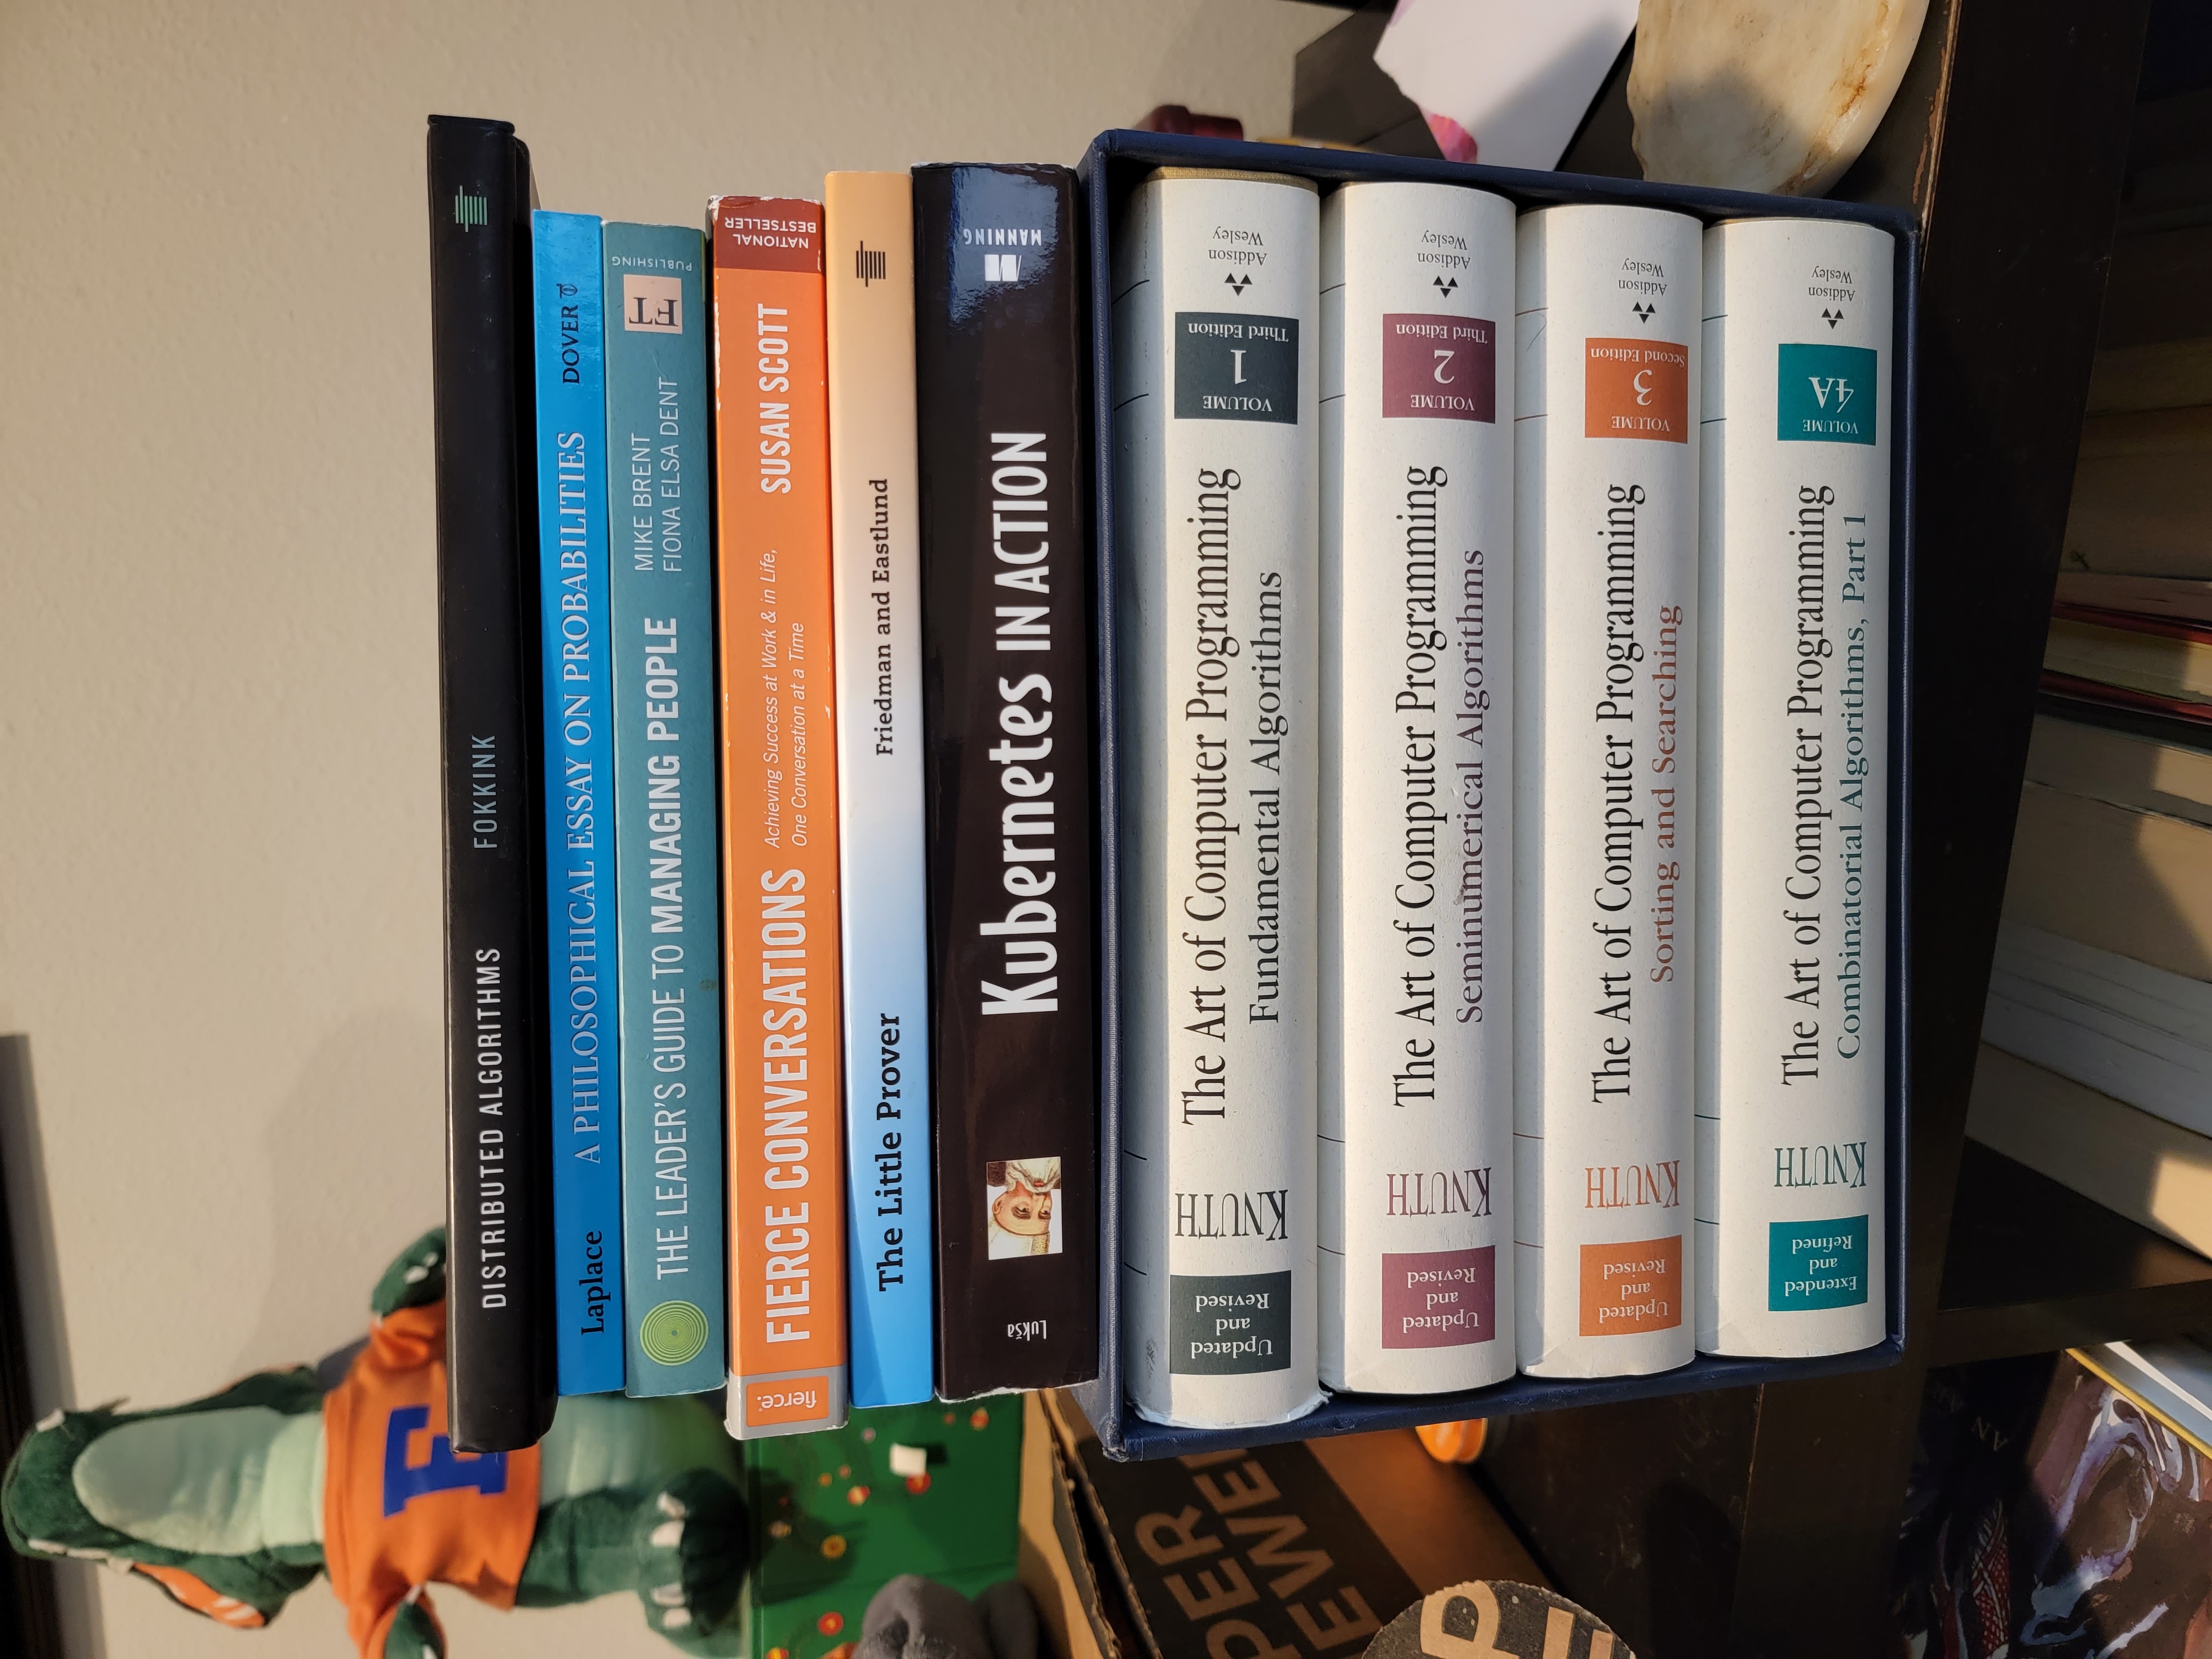 F
DISTRIBUTED ALGORITHMS FOKKINK
Laplace A PHILOSOPHICAL ESSAY ON PROBABILITIES DOVER
THE LEADER'S GUIDE TO MANAGING PEOPLE
MIKE BRENT
FIONA ELSA DENT
FT
PUBLISHING
fierce.
FIERCE CONVERSATIONS
Achieving Success at Work & in Life,
One Conversation at a Time
SUSAN SCOTT
NATIONAL
BESTSELLER
The Little Prover Friedman and Eastlund
Lukša
Kubernetes IN ACTION
MANNING
Updated
and
Revised
KNUTH
The Art of Computer Programming
Fundamental Algorithms
VOLUME
1
Third Edition
Addison
Wesley
Updated
and
Revised
KNUTH
The Art of Computer Programming
Seminumerical Algorithms
VOLUME
2
Third Edition
Addison
Wesley
Updated
and
Revised
KNUTH
The Art of Computer Programming
Sorting and Searching
VOLUME
3
Second Edition
Addison
Wesley
Extended
and
Refined
KNUTH
The Art of Computer Programming
Combinatorial Algorithms, Part 1
VOLUME
4A
Addison
Wesley